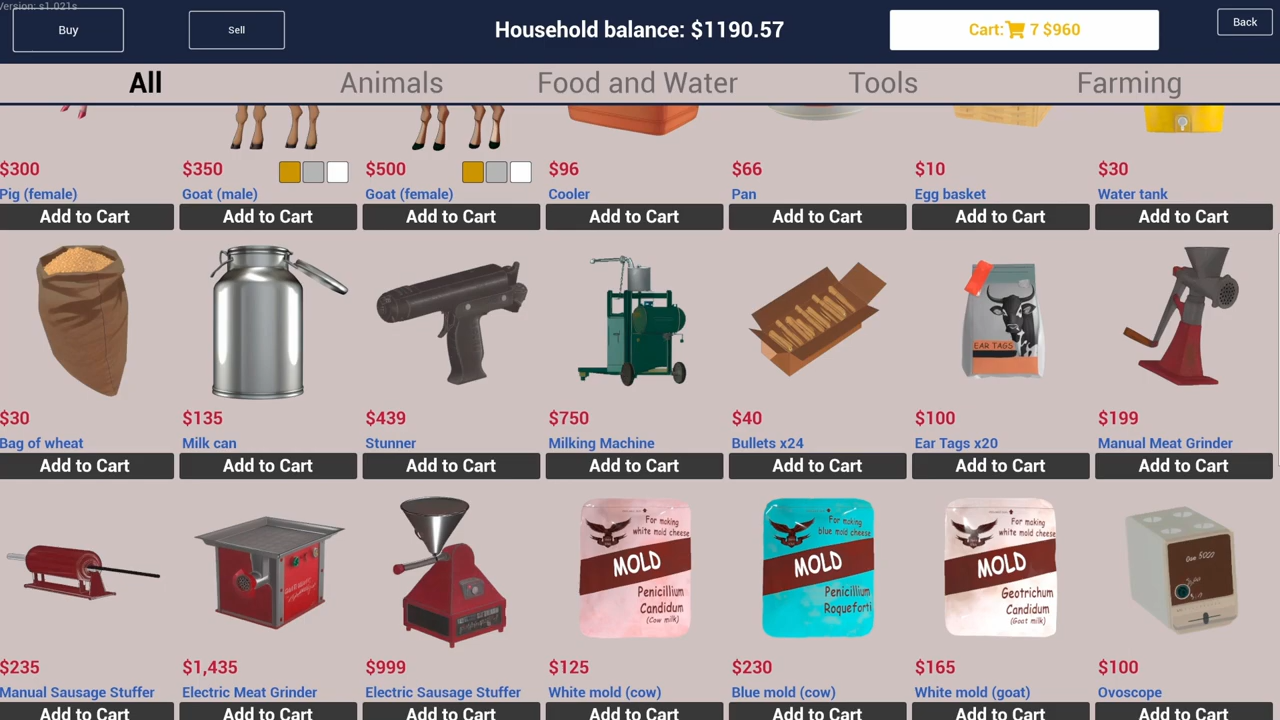 Version: s1.021s
Buy
Sell
Household balance: $1190.57
Cart: 7 $960
Back
All
Animals
Food and Water
Tools
Farming
$300
$350
$500
$96
$66
$10
$30
Pig (female)
Goat (male)
Goat (female)
Cooler
Pan
Egg basket
Water tank
Add to Cart
Add to Cart
Add to Cart
Add to Cart
Add to Cart
Add to Cart
Add to Cart
EAR TAGS
$30
$135
$439
$750
$40
$100
$199
Bag of wheat
Milk can
Stunner
Milking Machine
Bullets x24
Ear Tags x20
Manual Meat Grinder
Add to Cart
Add to Cart
Add to Cart
Add to Cart
Add to Cart
Add to Cart
Add to Cart
For making
white mold cheese
MOLD
Penicillium
Candidum
(Cow milk)
For making
blue mold cheese
MOLD
Penicillium
Roqueforti
For making
white mold cheese
MOLD
Geotrichum
Candidum
(Goat milk)
$235
$1,435
$999
$125
$230
$165
$100
Manual Sausage Stuffer
Electric Meat Grinder
Electric Sausage Stuffer
White mold (cow)
Blue mold (cow)
White mold (goat)
Ovoscope
Add to Cart
Add to Cart
Add to Cart
Add to Cart
Add to Cart
Add to Cart
Add to Cart